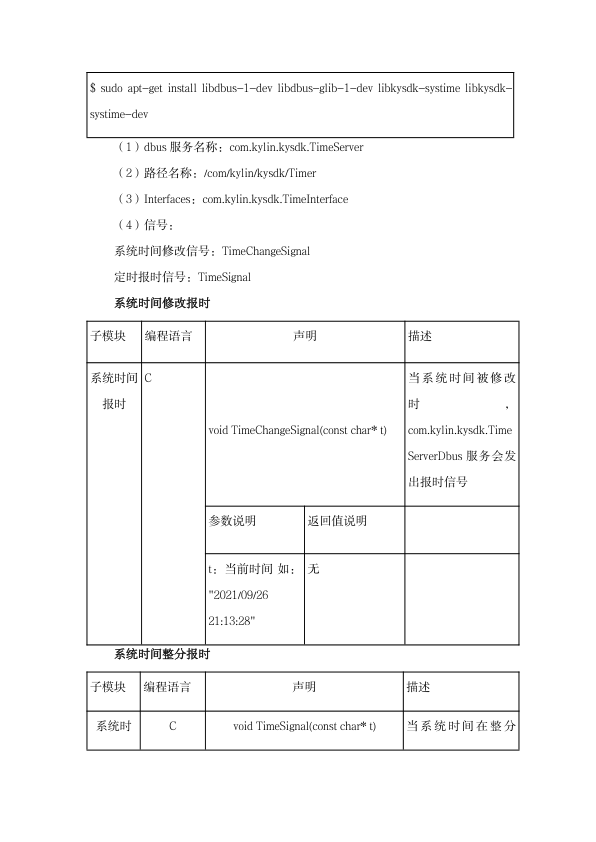 $ sudo apt-get install libdbus-1-dev libdbus-glib-1-dev libkysdk-systime libkysdk-
systime-dev
（1）dbus 服务名称：com.kylin.kysdk.TimeServer
（2）路径名称：/com/kylin/kysdk/Timer
（3）Interfaces：com.kylin.kysdk.TimeInterface
（4）信号：
系统时间修改信号：TimeChangeSignal
定时报时信号：TimeSignal
系统时间修改报时
子模块 编程语言 声明 描述
系统时间
报时
C
void TimeChangeSignal(const char* t)
当系统时间被修改
时，
com.kylin.kysdk.Time
ServerDbus 服务会发
出报时信号
参数说明 返回值说明
t：当前时间 如：
"2021/09/26
21:13:28"
无
系统时间整分报时
子模块 编程语言 声明 描述
系统时 C void TimeSignal(const char* t) 当系统时间在整分